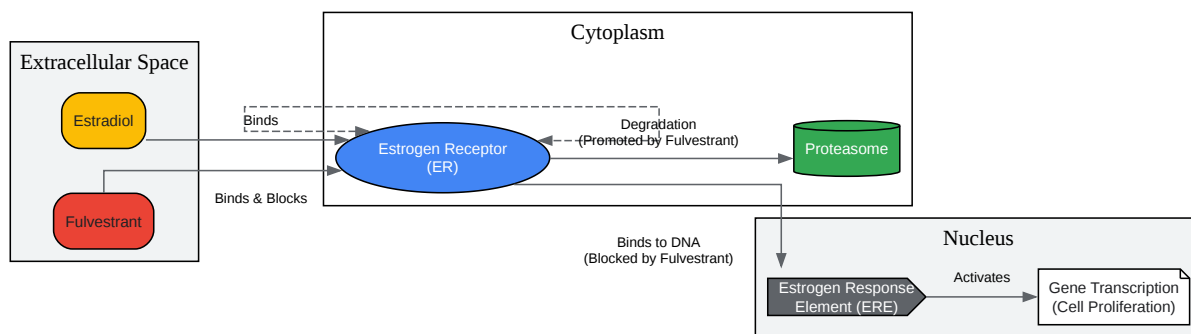 Extracellular Space
Estradiol
Fulvestrant
Binds
Binds & Blocks
Cytoplasm
Estrogen Receptor
(ER)
Degradation
(Promoted by Fulvestrant)
Proteasome
Binds to DNA
(Blocked by Fulvestrant)
Nucleus
Estrogen Response
Element (ERE)
Activates
Gene Transcription
(Cell Proliferation)